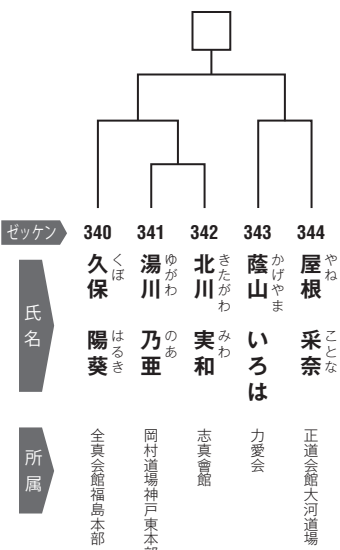 ゼッケン 340 341 342 343 344
氏名
久保 陽葵
くぼ はるき
湯川 乃亜
ゆがわ のあ
北川 実和
きたがわ みわ
蔭山 いろは
かげやま
屋根 采奈
やね ことな
所属
全真会館福島本部
岡村道場神戸東本部
志真會館
力愛会
正道会館大河道場